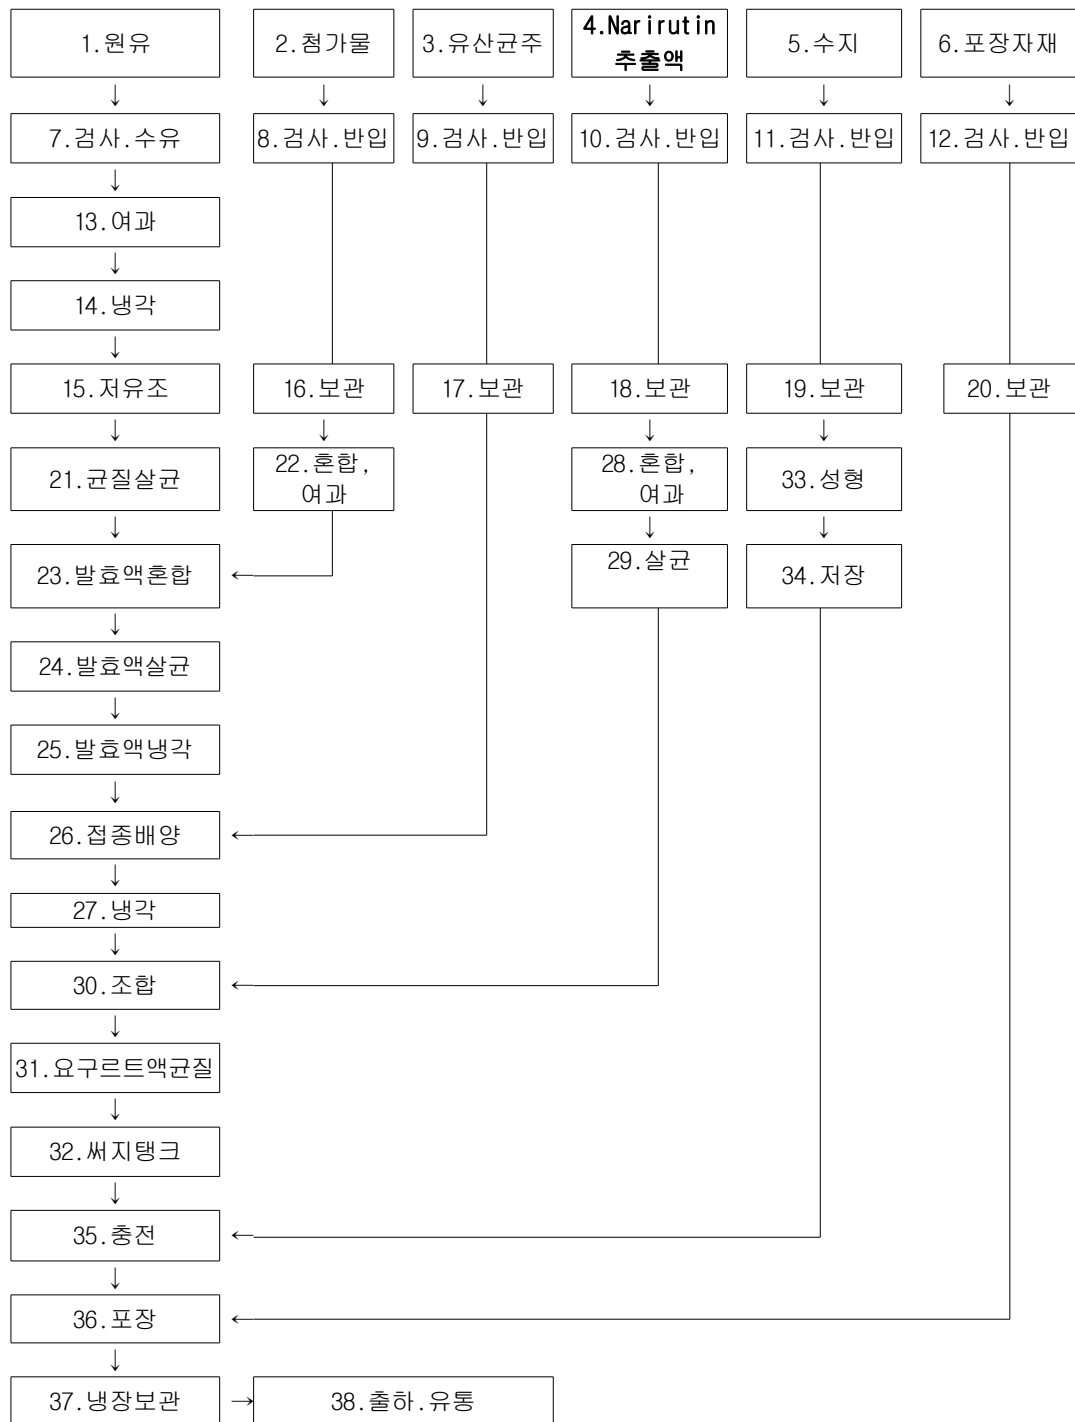 1.원유
2.첨가물
3.유산균주
4.Narirutin
추출액
5.수지
6.포장자재
7.검사.수유
8.검사.반입
9.검사.반입
10.검사.반입
11.검사.반입
12.검사.반입
13.여과
14.냉각
15.저유조
16.보관
17.보관
18.보관
19.보관
20.보관
21.균질살균
22.혼합,
여과
28.혼합,
여과
33.성형
23.발효액혼합
29.살균
34.저장
24.발효액살균
25.발효액냉각
26.접종배양
27.냉각
30.조합
31.요구르트액균질
32.써지탱크
35.충전
36.포장
37.냉장보관
38.출하.유통